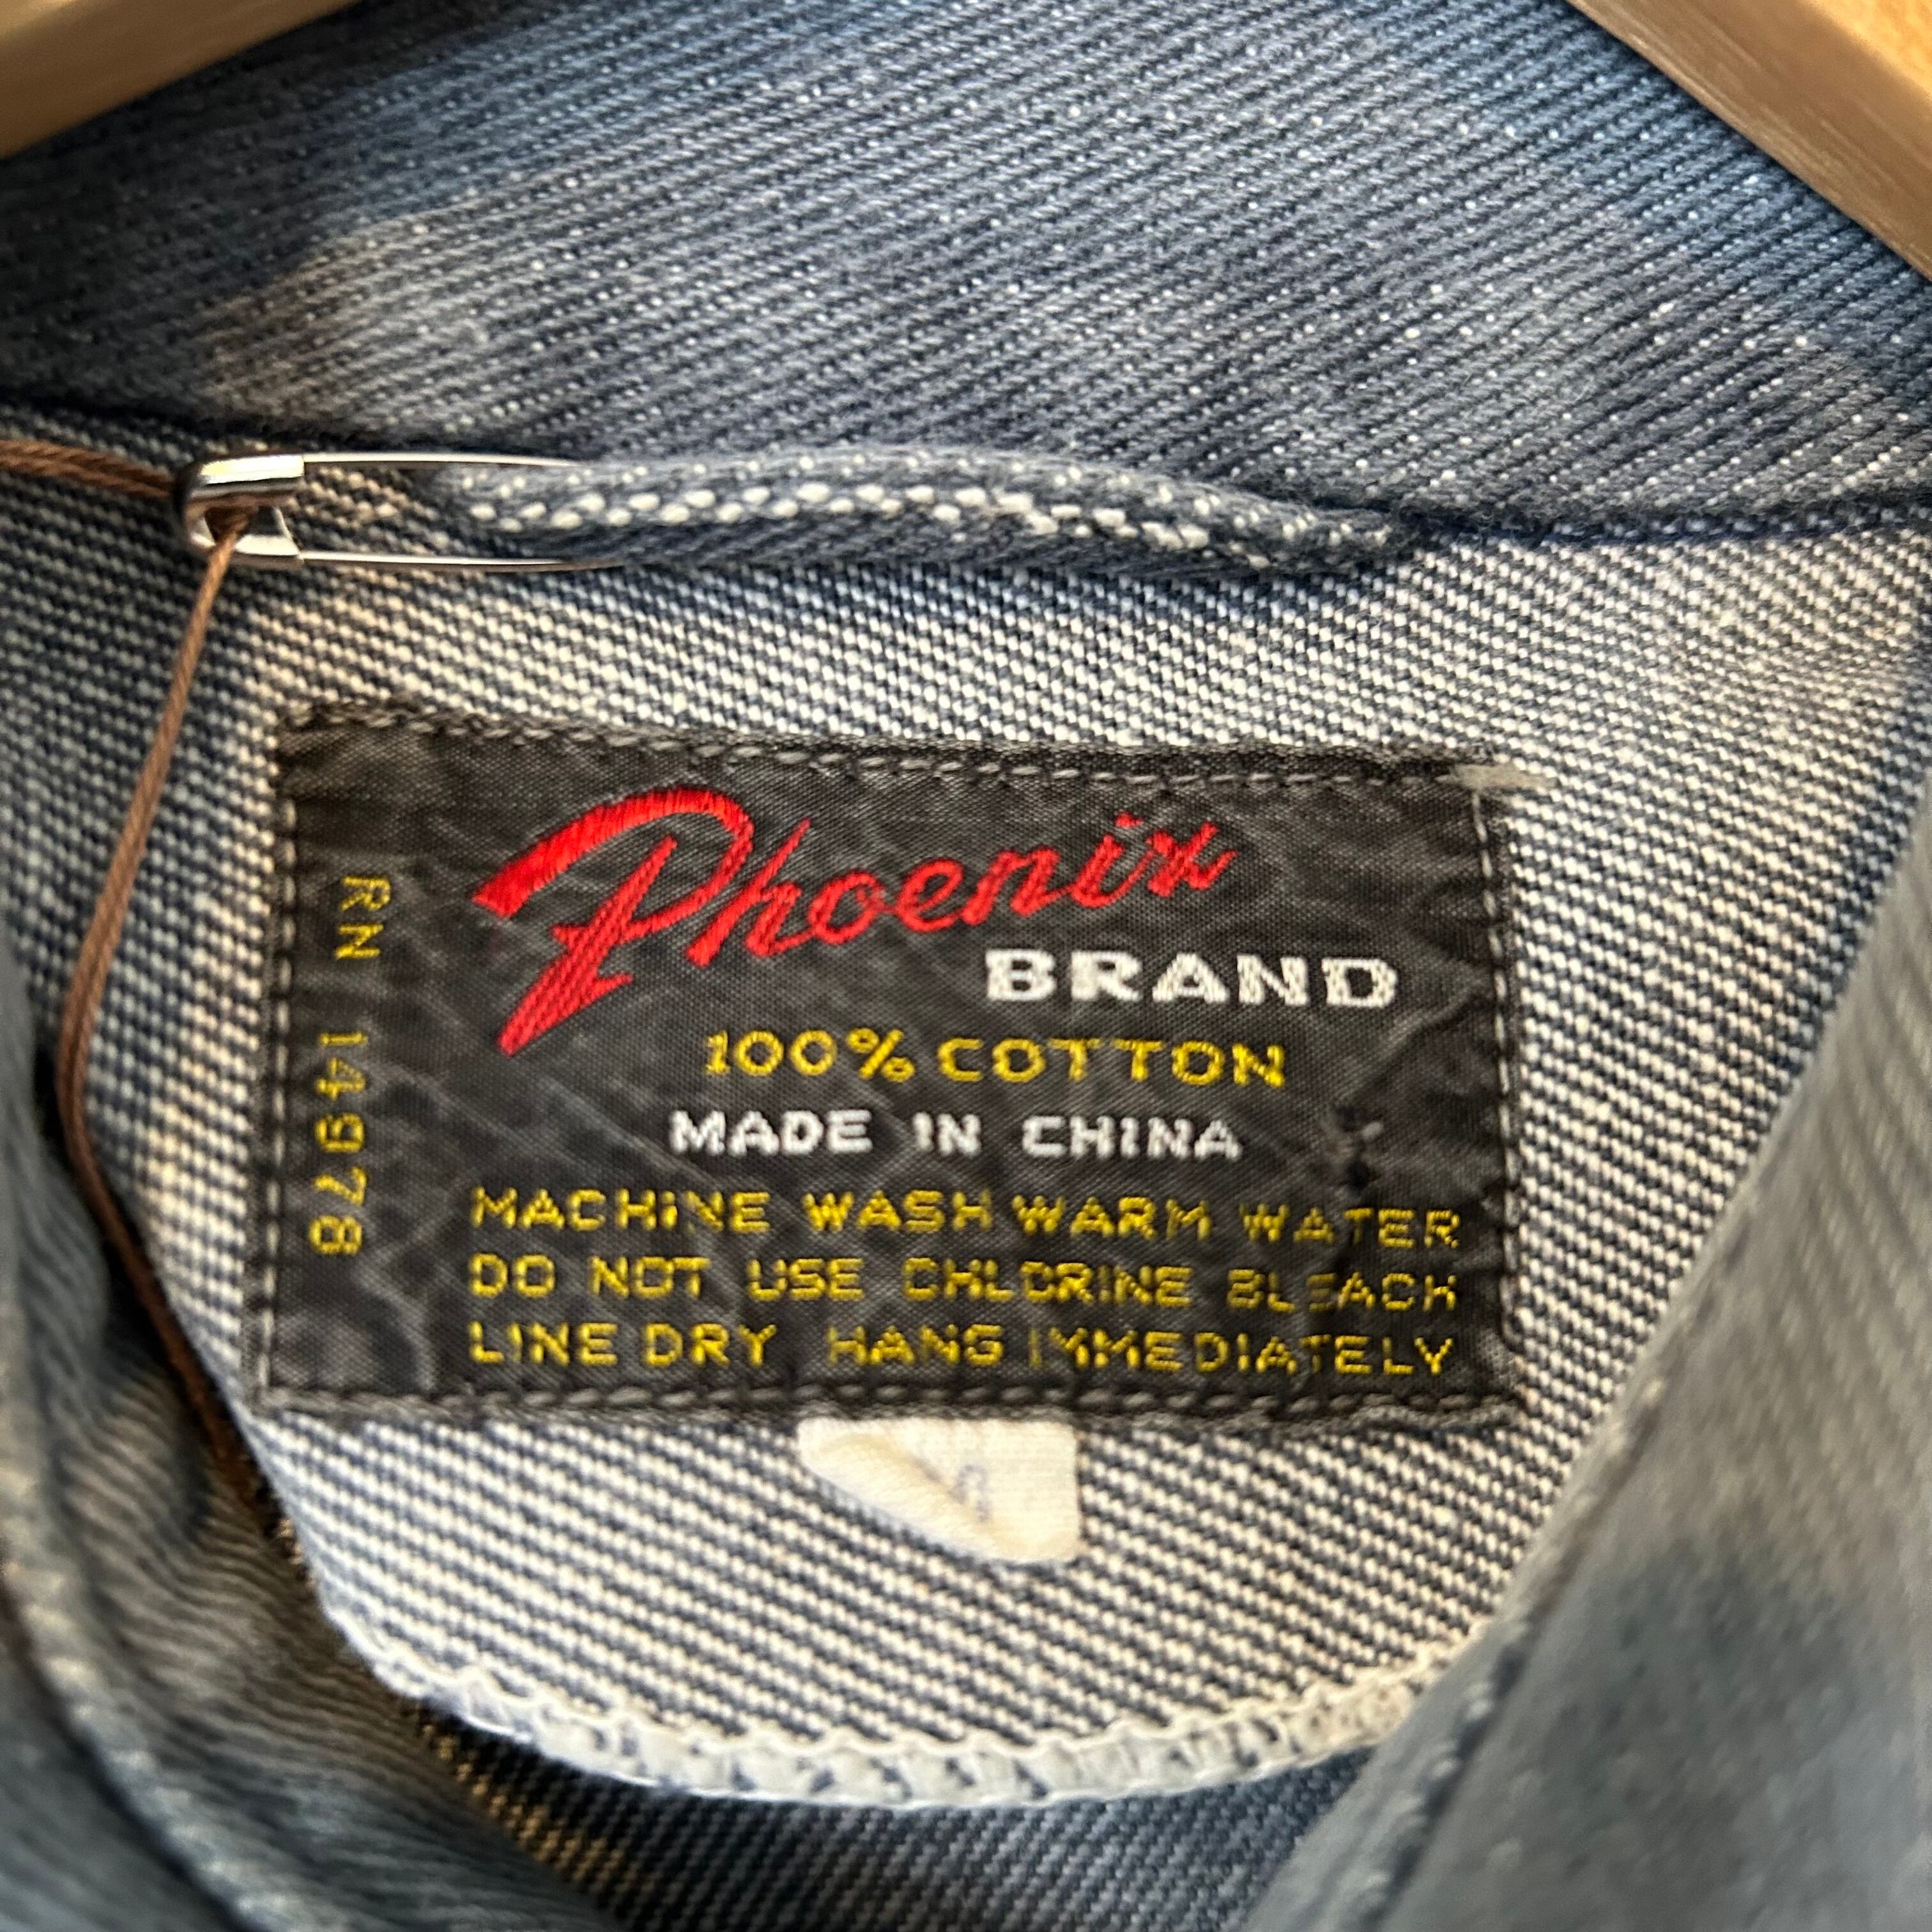 Phoenix
BRAND
100% COTTON
MADE IN CHINA
MACHINE WASH WARM WATER
DO NOT USE CHLORINE BLEACH
LINE DRY HANG IMMEDIATELY
RN 14978